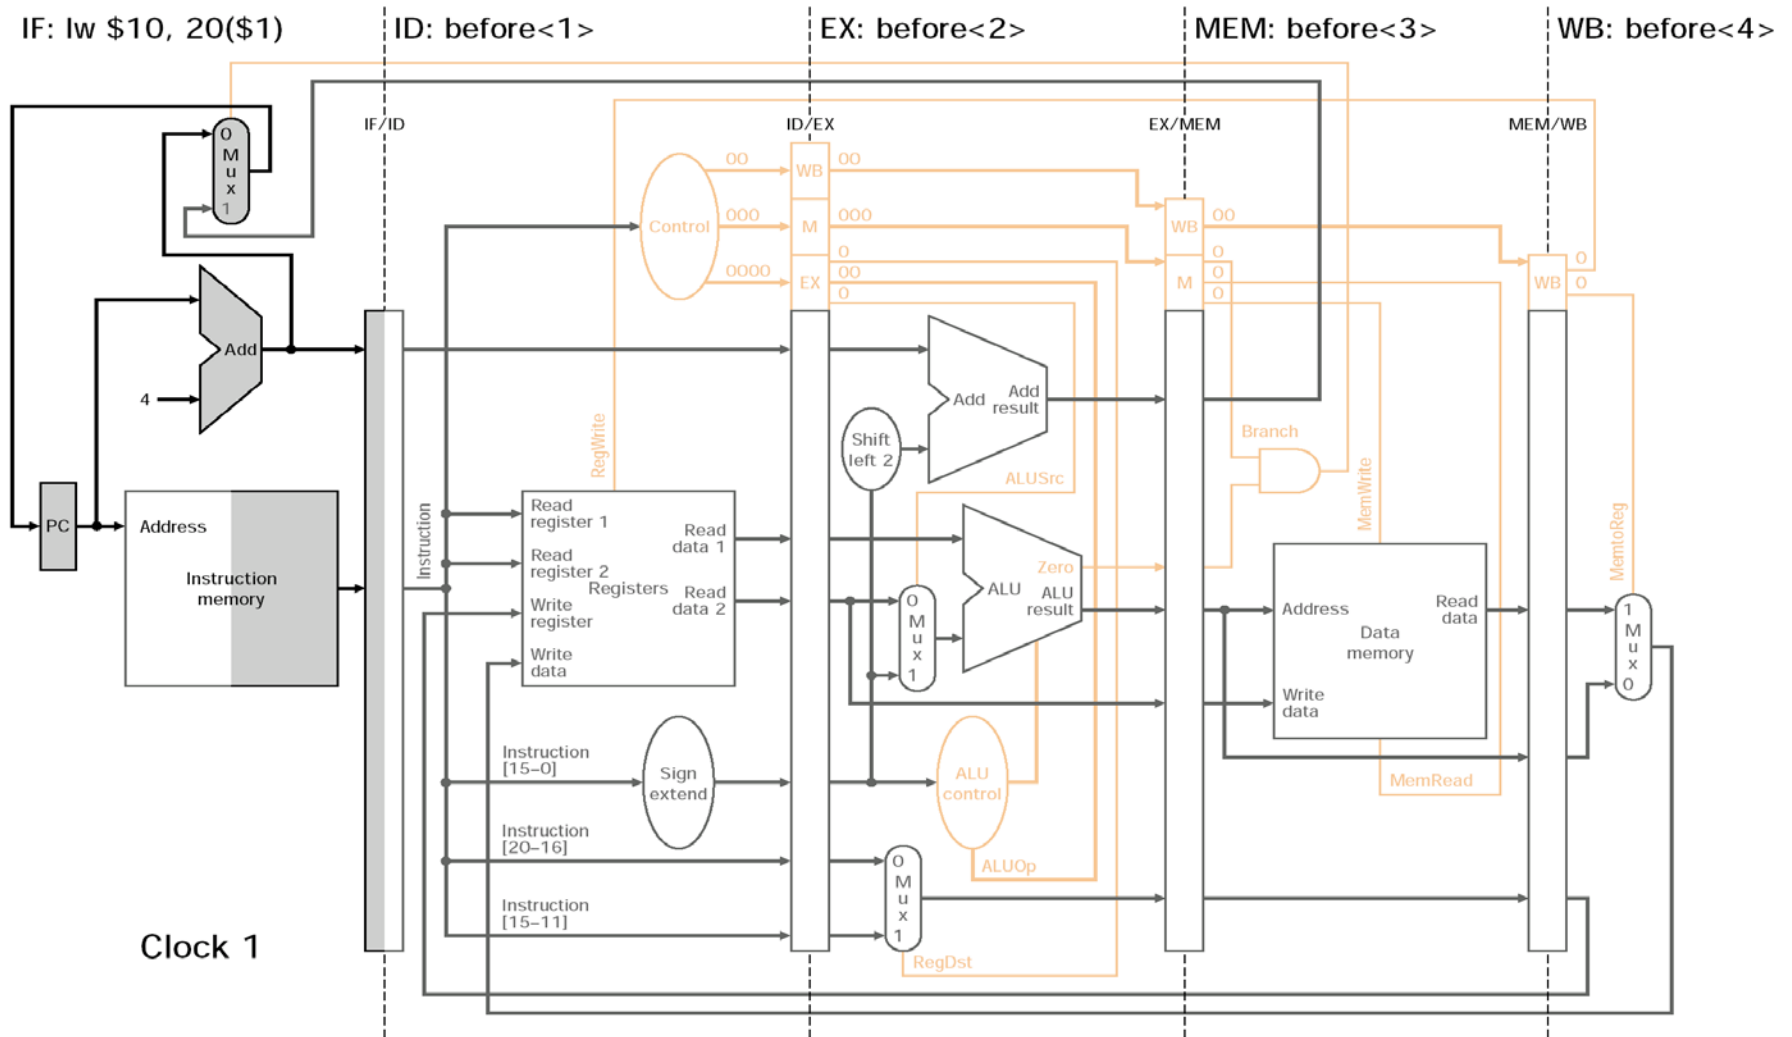 IF: lw $10, 20($1)
ID: before<1>
EX: before<2>
MEM: before<3>
WB: before<4>
IF/ID
ID/EX
EX/MEM
MEM/WB
0
M
u
x
1
Add
4
PC
Address
Instruction
memory
Instruction
Control
00
000
0000
WB
M
EX
00
000
0
00
0
WB
M
00
0
0
0
WB
0
0
RegWrite
Read
register 1
Read
register 2
Registers
Write
register
Write
data
Read
data 1
Read
data 2
Instruction
[15–0]
Sign
extend
Instruction
[20–16]
Instruction
[15–11]
Shift
left 2
Add
Add
result
ALUSrc
0
M
u
x
1
Zero
ALU
ALU
result
ALU
control
ALUOp
0
M
u
x
1
RegDst
Branch
MemWrite
Address
Read
data
Data
memory
Write
data
MemRead
MemtoReg
1
M
u
x
0
Clock 1